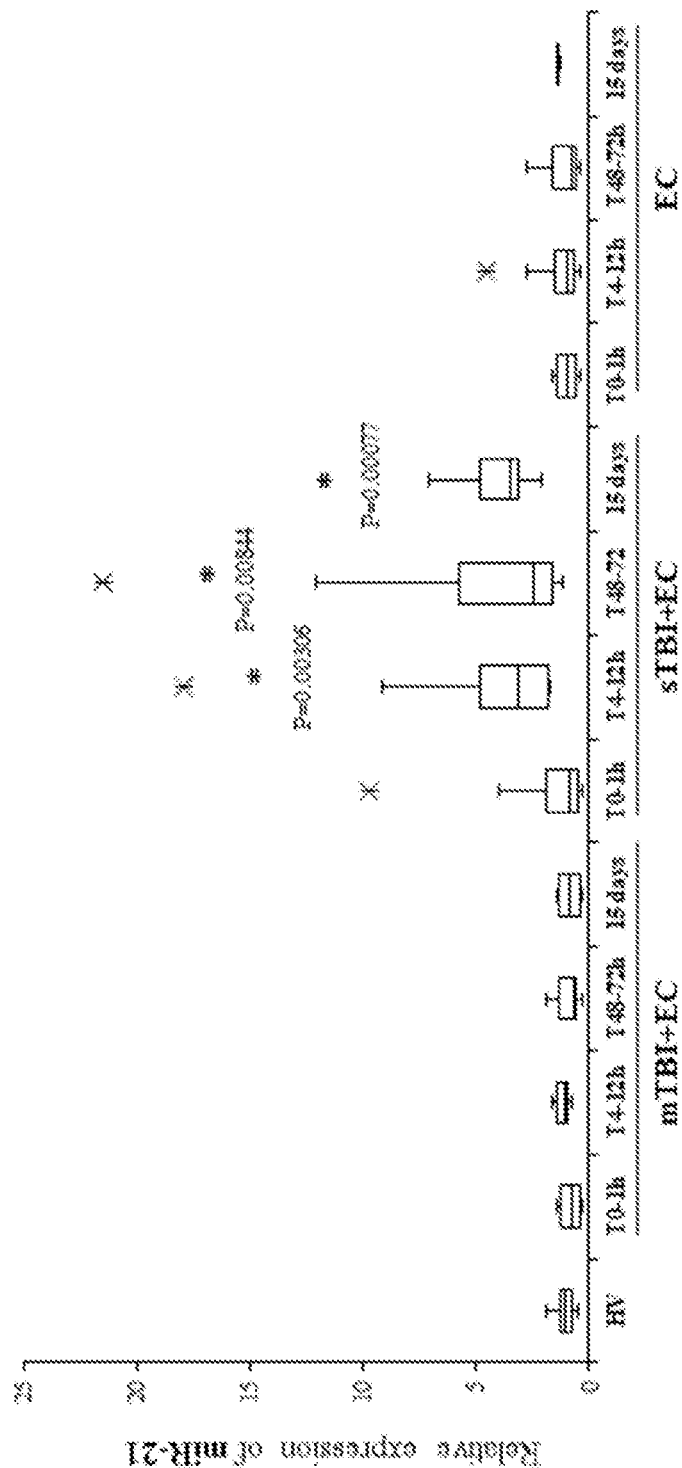 Relative expression of miR-21
25
20
15
10
5
0
P=0.00306
P=0.00844
P=0.00077
*
*
*
HV
T0-1h
T4-12h
T48-72h
15 days
T0-1h
T4-12h
T48-72
15 days
T0-1h
T4-12h
T48-72h
15 days
mTBI+EC
sTBI+EC
EC